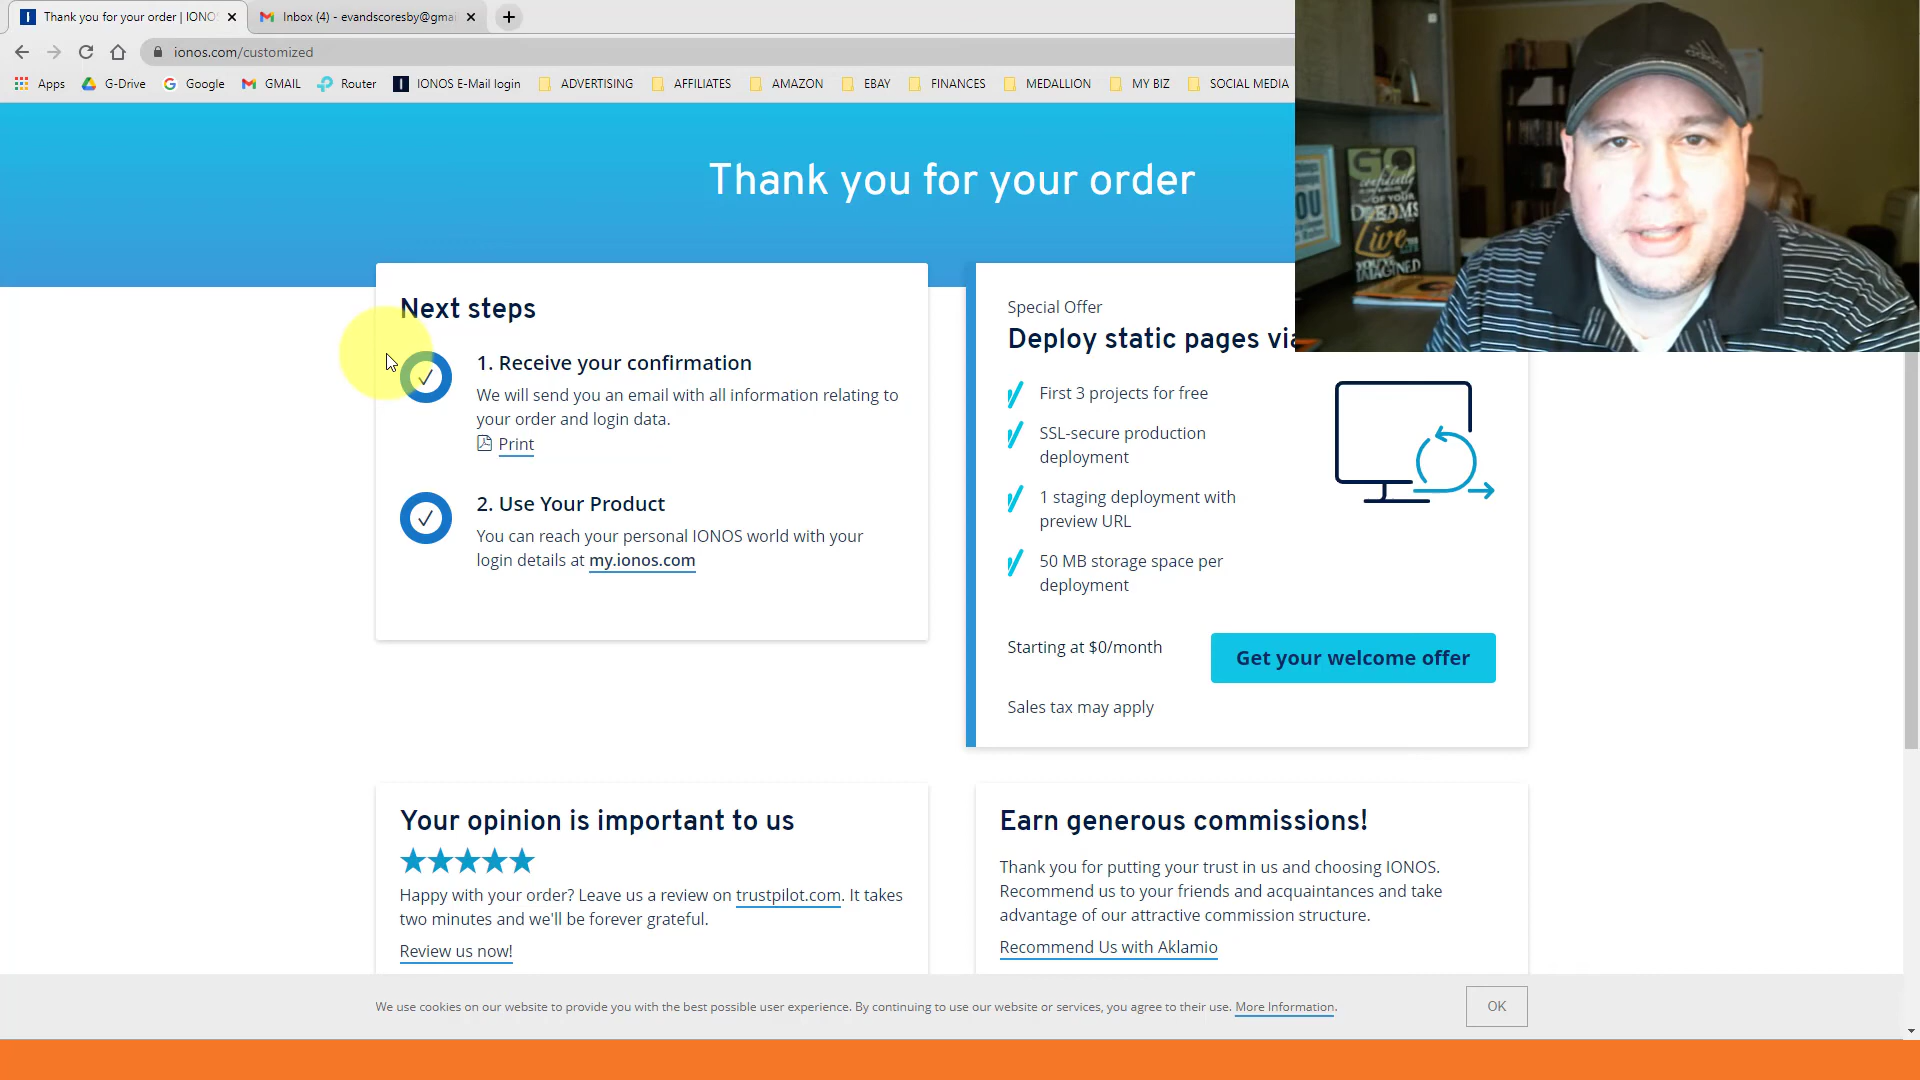 Thank you for your order | IONO
Inbox (4) - evandscoresby@gmai
ionos.com/customized
Apps
G-Drive
Google
GMAIL
Router
IONOS E-Mail login
ADVERTISING
AFFILIATES
AMAZON
EBAY
FINANCES
MEDALLION
MY BIZ
SOCIAL MEDIA
GO
confidently
OF YOUR
DREAMS
Live
IMAGINED
YOU
Thank you for your order
Next steps
1. Receive your confirmation
We will send you an email with all information relating to
your order and login data.
Print
2. Use Your Product
You can reach your personal IONOS world with your
login details at my.ionos.com
Special Offer
Deploy static pages via
First 3 projects for free
SSL-secure production
deployment
1 staging deployment with
preview URL
50 MB storage space per
deployment
Starting at $0/month
Get your welcome offer
Sales tax may apply
Your opinion is important to us
Happy with your order? Leave us a review on trustpilot.com. It takes
two minutes and we'll be forever grateful.
Review us now!
Earn generous commissions!
Thank you for putting your trust in us and choosing IONOS.
Recommend us to your friends and acquaintances and take
advantage of our attractive commission structure.
Recommend Us with Aklamio
We use cookies on our website to provide you with the best possible user experience. By continuing to use our website or services, you agree to their use. More Information.
OK